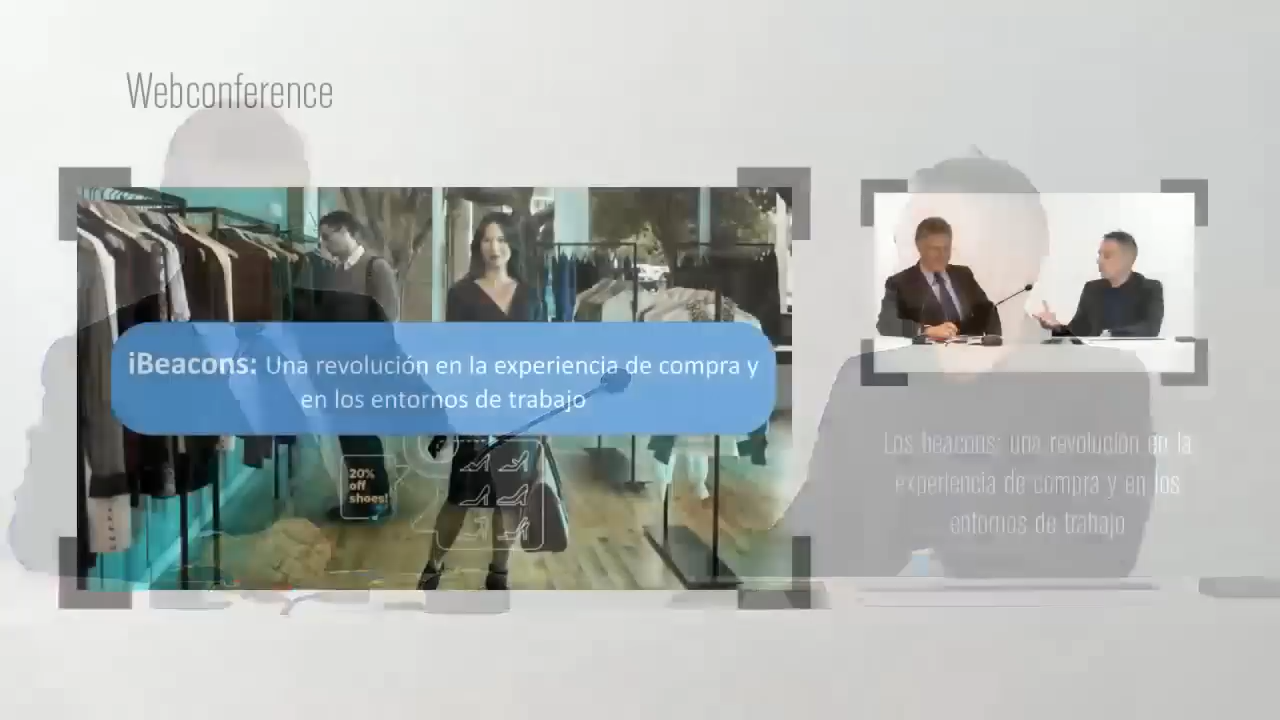 Webconference
iBeacons: Una revolución en la experiencia de compra y
en los entornos de trabajo
20%
off
shoes!
Los beacons: una revolución en la
experiencia de compra y en los
entornos de trabajo